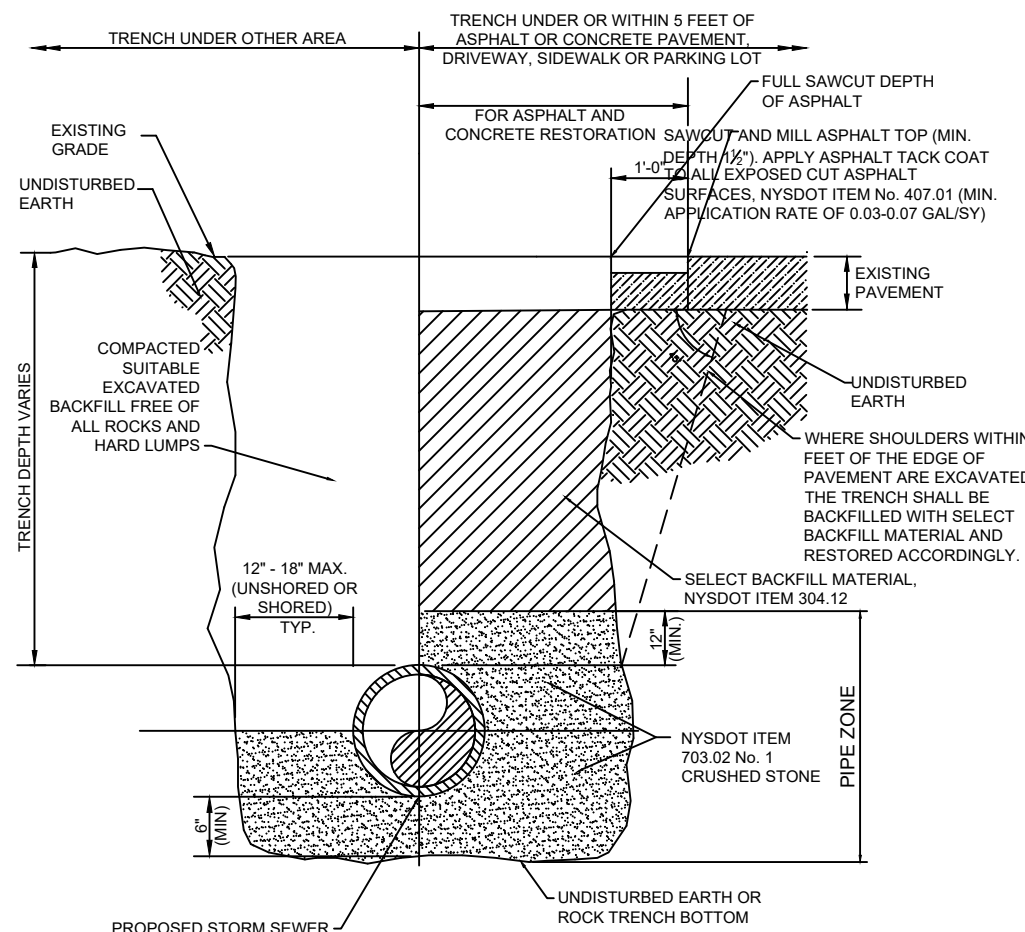 TRENCH UNDER OTHER AREA
TRENCH UNDER OR WITHIN 5 FEET OF
ASPHALT OR CONCRETE PAVEMENT,
DRIVEWAY, SIDEWALK OR PARKING LOT
FULL SAWCUT DEPTH
OF ASPHALT
FOR ASPHALT AND
CONCRETE RESTORATION
SAWCUT AND MILL ASPHALT TOP (MIN.
DEPTH 1½"). APPLY ASPHALT TACK COAT
TO ALL EXPOSED CUT ASPHALT
SURFACES, NYSDOT ITEM No. 407.01 (MIN.
APPLICATION RATE OF 0.03-0.07 GAL/SY)
1'-0"
EXISTING
GRADE
UNDISTURBED
EARTH
EXISTING
PAVEMENT
COMPACTED
SUITABLE
EXCAVATED
BACKFILL FREE OF
ALL ROCKS AND
HARD LUMPS
TRENCH DEPTH VARIES
UNDISTURBED
EARTH
WHERE SHOULDERS WITHIN
FEET OF THE EDGE OF
PAVEMENT ARE EXCAVATED
THE TRENCH SHALL BE
BACKFILLED WITH SELECT
BACKFILL MATERIAL AND
RESTORED ACCORDINGLY.
12" - 18" MAX.
(UNSHORED OR
SHORED)
TYP.
SELECT BACKFILL MATERIAL,
NYSDOT ITEM 304.12
12"
(MIN.)
PIPE ZONE
NYSDOT ITEM
703.02 No. 1
CRUSHED STONE
6"
(MIN)
UNDISTURBED EARTH OR
ROCK TRENCH BOTTOM
PROPOSED STORM SEWER